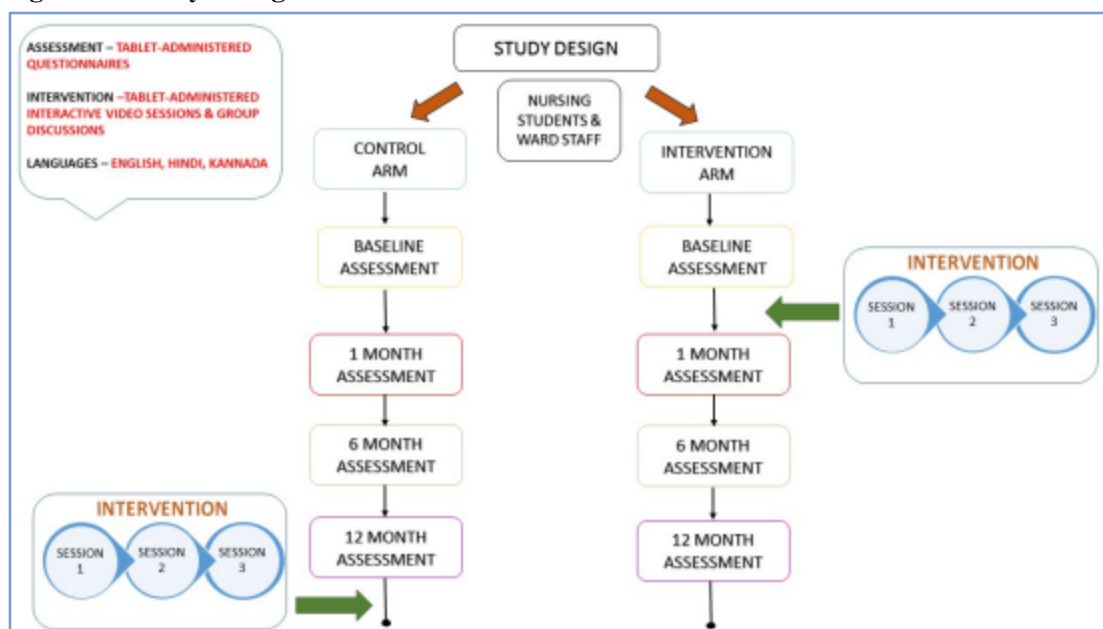 STUDY DESIGN
ASSESSMENT – TABLET-ADMINISTERED
QUESTIONNAIRES
INTERVENTION –TABLET-ADMINISTERED
INTERACTIVE VIDEO SESSIONS & GROUP
DISCUSSIONS
LANGUAGES – ENGLISH, HINDI, KANNADA
NURSING
STUDENTS &
WARD STAFF
CONTROL
ARM
INTERVENTION
ARM
BASELINE
ASSESSMENT
BASELINE
ASSESSMENT
INTERVENTION
SESSION
1
SESSION
2
SESSION
3
1 MONTH
ASSESSMENT
1 MONTH
ASSESSMENT
6 MONTH
ASSESSMENT
6 MONTH
ASSESSMENT
INTERVENTION
SESSION
1
SESSION
2
SESSION
3
12 MONTH
ASSESSMENT
12 MONTH
ASSESSMENT